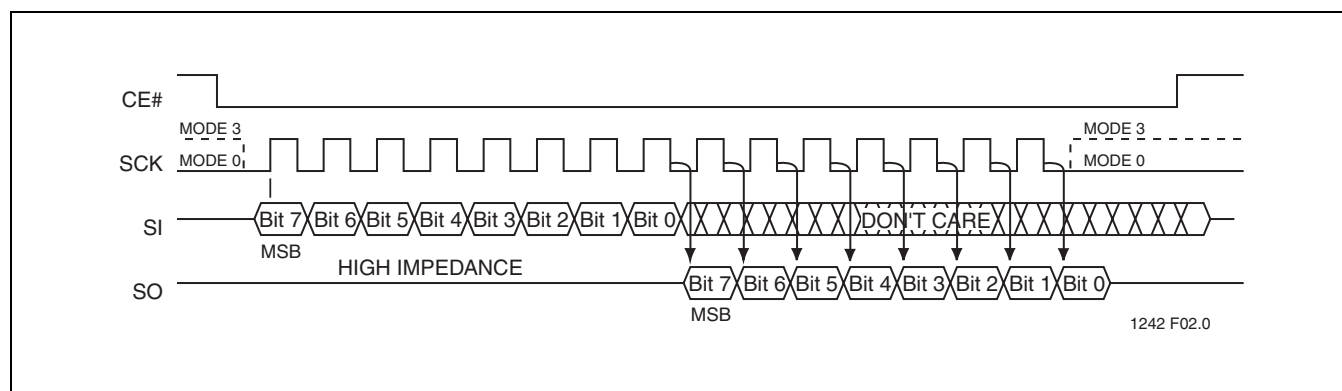 CE#
MODE 3 MODE 3
SCK MODE 0 MODE 0
SI Bit 7 Bit 6 Bit 5 Bit 4 Bit 3 Bit 2 Bit 1 Bit 0 DON'T CARE
MSB
HIGH IMPEDANCE
SO Bit 7 Bit 6 Bit 5 Bit 4 Bit 3 Bit 2 Bit 1 Bit 0
MSB
1242 F02.0